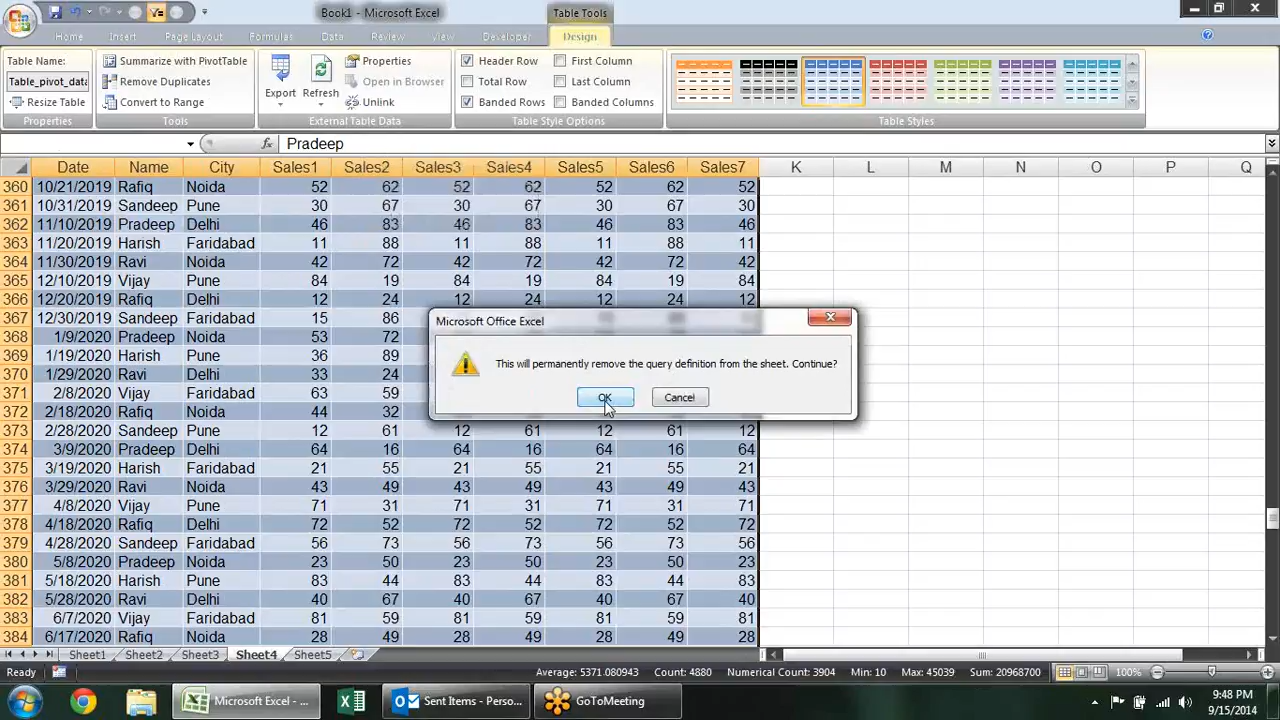 Book1 - Microsoft Excel
Table Tools
Home Insert Page Layout Formulas Data Review View Developer Design
Table Name:
Table_pivot_data
Resize Table
Properties
Summarize with PivotTable
Remove Duplicates
Convert to Range
Tools
Export
Refresh
Properties
Open in Browser
Unlink
External Table Data
Header Row First Column
Total Row Last Column
Banded Rows Banded Columns
Table Style Options
Table Styles
fx Pradeep
Date Name City Sales1 Sales2 Sales3 Sales4 Sales5 Sales6 Sales7 K L M N O P Q
360 10/21/2019 Rafiq Noida 52 62 52 62 52 62 52
361 10/31/2019 Sandeep Pune 30 67 30 67 30 67 30
362 11/10/2019 Pradeep Delhi 46 83 46 83 46 83 46
363 11/20/2019 Harish Faridabad 11 88 11 88 11 88 11
364 11/30/2019 Ravi Noida 42 72 42 72 42 72 42
365 12/10/2019 Vijay Pune 84 19 84 19 84 19 84
366 12/20/2019 Rafiq Delhi 12 24 12 24 12 24 12
367 12/30/2019 Sandeep Faridabad 15 86
368 1/9/2020 Pradeep Noida 53 72
369 1/19/2020 Harish Pune 36 89
370 1/29/2020 Ravi Delhi 33 24
371 2/8/2020 Vijay Faridabad 63 59
372 2/18/2020 Rafiq Noida 44 32
373 2/28/2020 Sandeep Pune 12 61 12 61 12 61 12
374 3/9/2020 Pradeep Delhi 64 16 64 16 64 16 64
375 3/19/2020 Harish Faridabad 21 55 21 55 21 55 21
376 3/29/2020 Ravi Noida 43 49 43 49 43 49 43
377 4/8/2020 Vijay Pune 71 31 71 31 71 31 71
378 4/18/2020 Rafiq Delhi 72 52 72 52 72 52 72
379 4/28/2020 Sandeep Faridabad 56 73 56 73 56 73 56
380 5/8/2020 Pradeep Noida 23 50 23 50 23 50 23
381 5/18/2020 Harish Pune 83 44 83 44 83 44 83
382 5/28/2020 Ravi Delhi 40 67 40 67 40 67 40
383 6/7/2020 Vijay Faridabad 81 59 81 59 81 59 81
384 6/17/2020 Rafiq Noida 28 49 28 49 28 49 28
Microsoft Office Excel
This will permanently remove the query definition from the sheet. Continue?
OK Cancel
Sheet1 Sheet2 Sheet3 Sheet4 Sheet5
Ready Average: 5371.080943 Count: 4880 Numerical Count: 3904 Min: 10 Max: 45039 Sum: 20968700 100%
Microsoft Excel - ... Sent Items - Perso... GoToMeeting
9:48 PM
9/15/2014